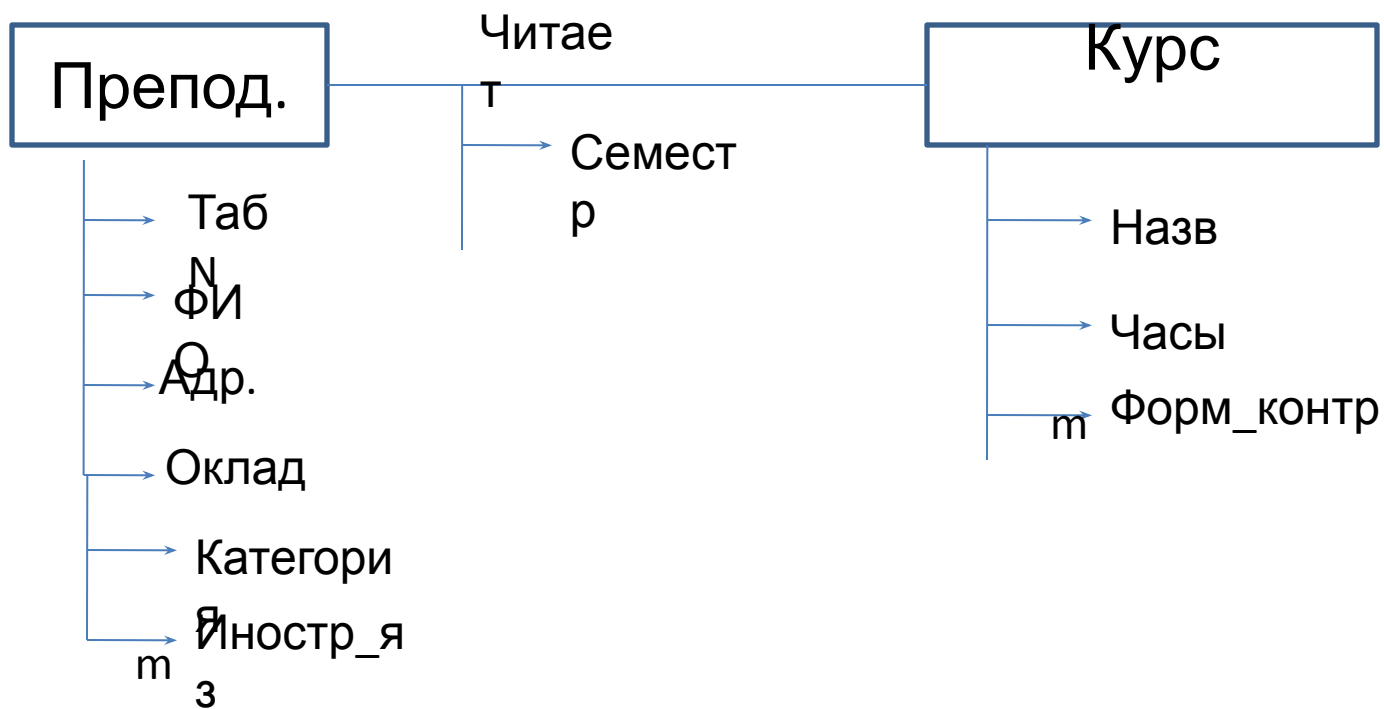 Препод.
Читае
т
Курс
Семест
р
Таб
N
ФИ
О
Адр.
Оклад
Категори
я
Иностр_я
з
m
Назв
Часы
Форм_контр
m